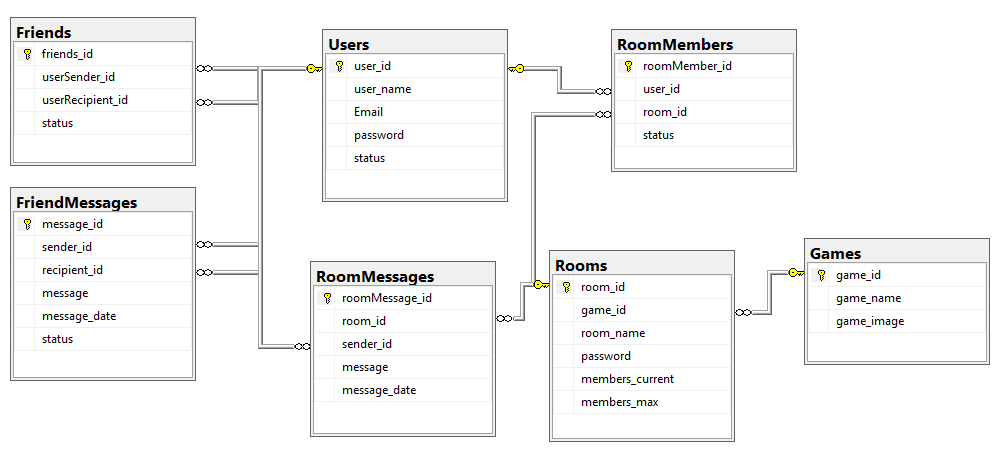 Friends
friends_id
userSender_id
userRecipient_id
status
Users
user_id
user_name
Email
password
status
RoomMembers
roomMember_id
user_id
room_id
status
FriendMessages
message_id
sender_id
recipient_id
message
message_date
status
RoomMessages
roomMessage_id
room_id
sender_id
message
message_date
Rooms
room_id
game_id
room_name
password
members_current
members_max
Games
game_id
game_name
game_image